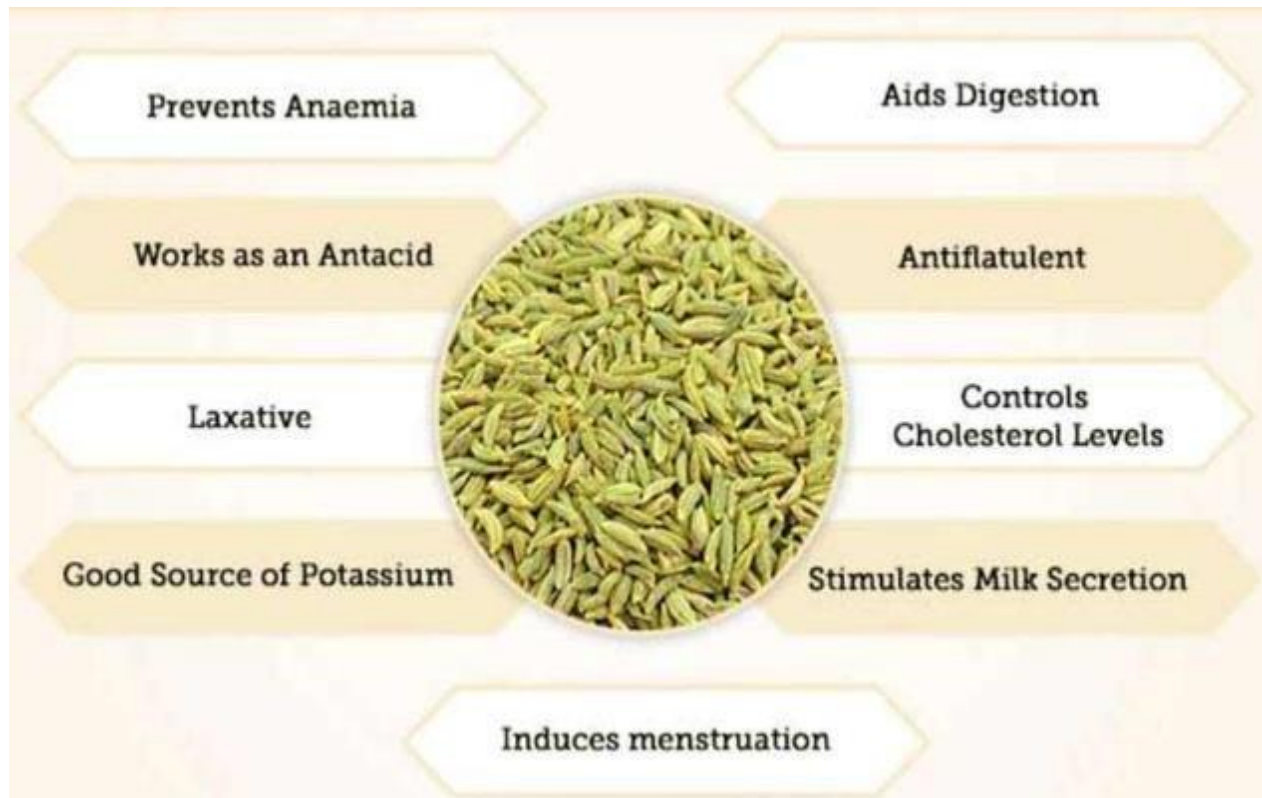 Prevents Anaemia
Aids Digestion
Works as an Antacid
Antiflatulent
Laxative
Controls
Cholesterol Levels
Good Source of Potassium
Stimulates Milk Secretion
Induces menstruation